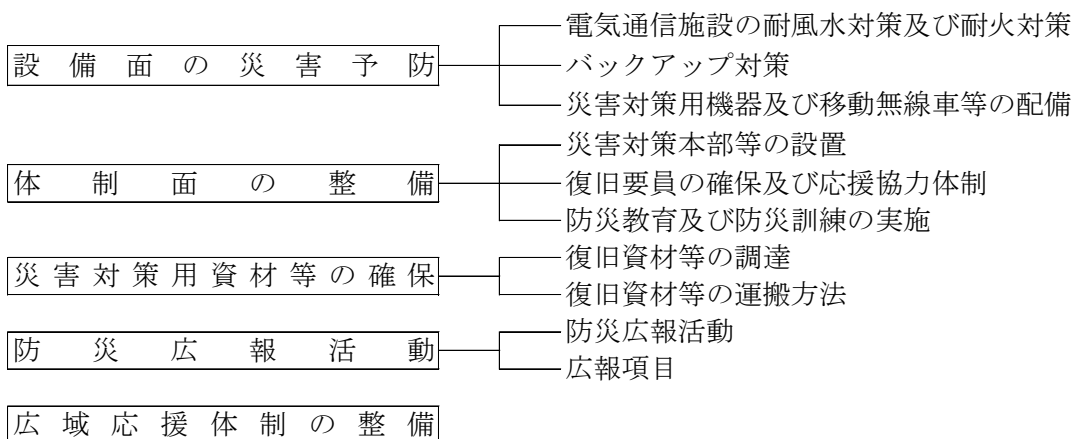 設備面の災害予防
電気通信施設の耐風水対策及び耐火対策
バックアップ対策
災害対策用機器及び移動無線車等の配備
体制面の整備
災害対策本部等の設置
復旧要員の確保及び応援協力体制
防災教育及び防災訓練の実施
災害対策用資材等の確保
復旧資材等の調達
復旧資材等の運搬方法
防災広報活動
防災広報活動
広報項目
広域応援体制の整備